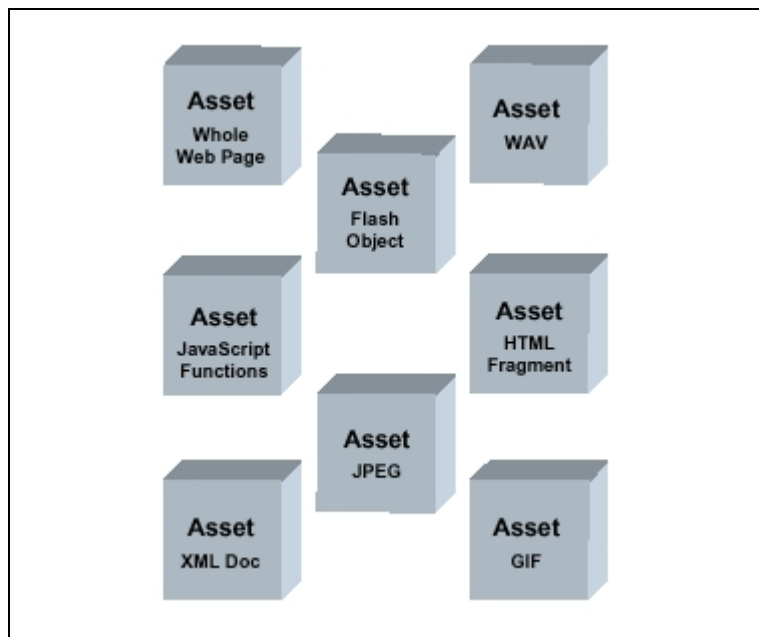 Asset
Whole
Web Page
Asset
WAV
Asset
Flash
Object
Asset
JavaScript
Functions
Asset
HTML
Fragment
Asset
JPEG
Asset
XML Doc
Asset
GIF